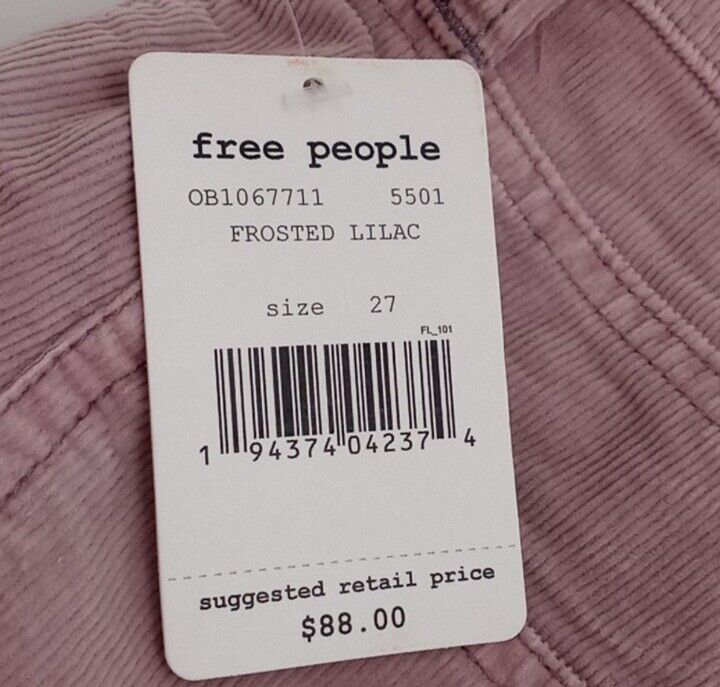 free people
OB1067711 5501
FROSTED LILAC
size 27
FL_101
1 94374 04237 4
suggested retail price
$88.00